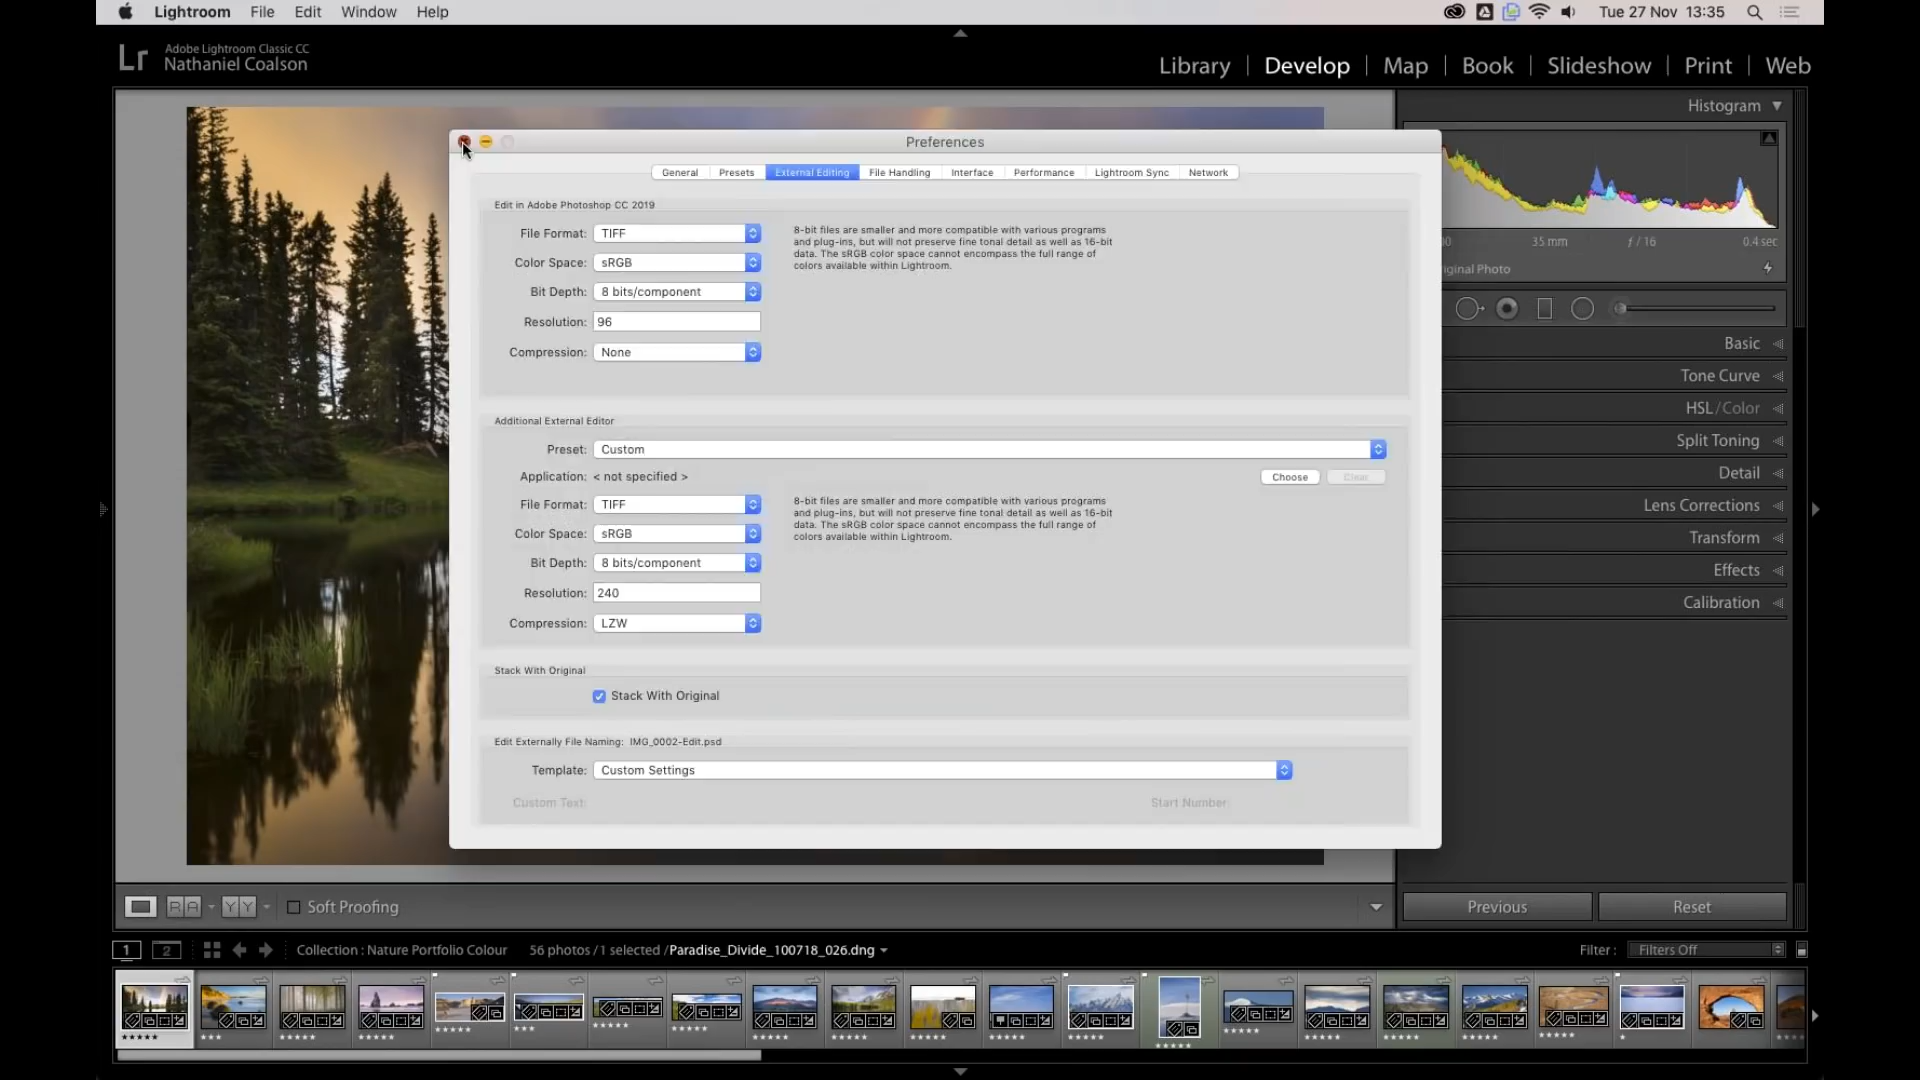 Lightroom File Edit Window Help Tue 27 Nov 13:35
Lr Adobe Lightroom Classic CC
Nathaniel Coalson
Library | Develop | Map | Book | Slideshow | Print | Web
Histogram
Preferences
General Presets External Editing File Handling Interface Performance Lightroom Sync Network
Edit in Adobe Photoshop CC 2019
File Format: TIFF
Color Space: sRGB
Bit Depth: 8 bits/component
Resolution: 96
Compression: None
8-bit files are smaller and more compatible with various programs
and plug-ins, but will not preserve fine tonal detail as well as 16-bit
data. The sRGB color space cannot encompass the full range of
colors available within Lightroom.
Additional External Editor
Preset: Custom
Application: < not specified > Choose Clear
File Format: TIFF
Color Space: sRGB
Bit Depth: 8 bits/component
Resolution: 240
Compression: LZW
8-bit files are smaller and more compatible with various programs
and plug-ins, but will not preserve fine tonal detail as well as 16-bit
data. The sRGB color space cannot encompass the full range of
colors available within Lightroom.
Stack With Original
Stack With Original
Edit Externally File Naming: IMG_0002-Edit.psd
Template: Custom Settings
Custom Text: Start Number
35 mm f / 16 0.4 sec
Photo
Basic
Tone Curve
HSL / Color
Split Toning
Detail
Lens Corrections
Transform
Effects
Calibration
R A Y Y Soft Proofing
Previous Reset
1 2 Collection : Nature Portfolio Colour 56 photos / 1 selected / Paradise_Divide_100718_026.dng
Filter : Filters Off